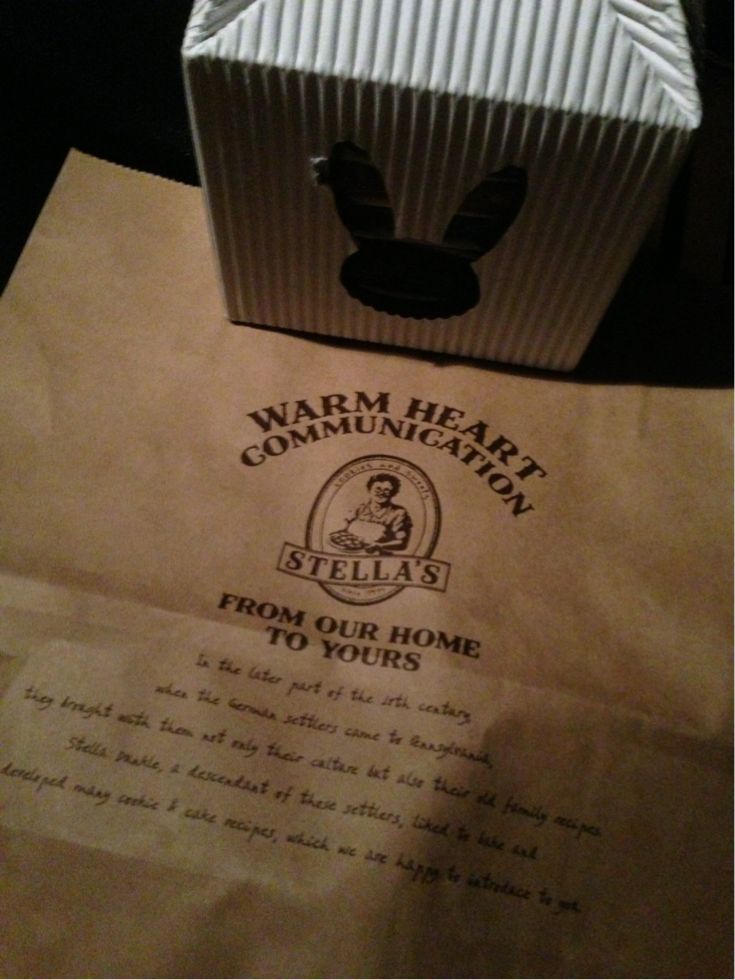 WARM HEART
COMMUNICATION
cookies and sweets
STELLA'S
FROM OUR HOME
TO YOURS
In the later part of the century,
when the German settlers came to Pennsylvania,
they brought with them not only their culture but also their old family recipes.
Stella Dunkle, a descendant of these settlers, liked to bake and
developed many cookie & cake recipes, which we are happy to introduce to you.